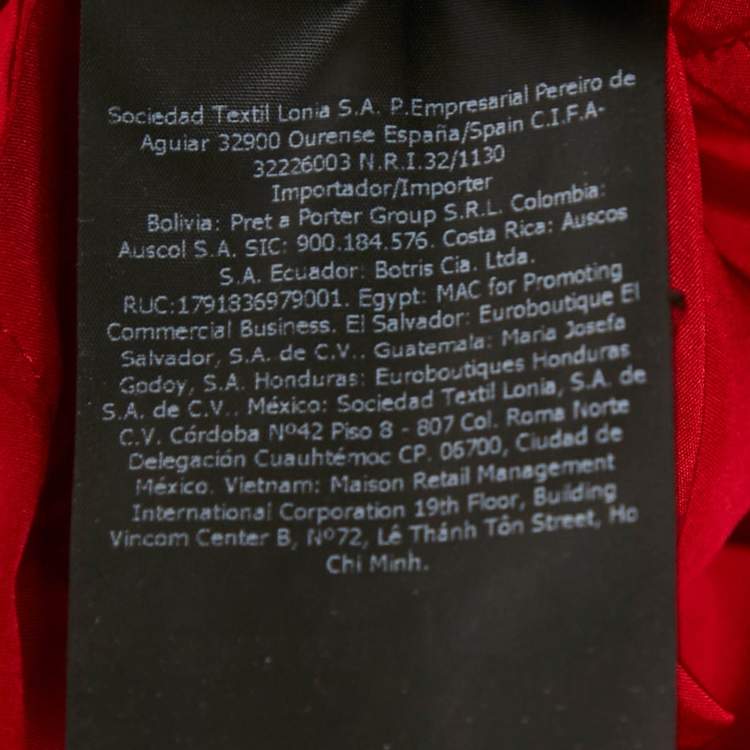 Sociedad Textil Lonia S.A. P.Empresarial Pereiro de
Aguiar 32900 Ourense España/Spain C.I.F.A-
32226003 N.R.I.32/1130
Importador/Importer
Bolivia: Pret a Porter Group S.R.L. Colombia:
Auscol S.A. SIC: 900.184.576. Costa Rica: Auscos
S.A. Ecuador: Botris Cia. Ltda.
RUC:1791836979001. Egypt: MAC for Promoting
Commercial Business. El Salvador: Euroboutique El
Salvador, S.A. de C.V.. Guatemala: Maria Josefa
Godoy, S.A. Honduras: Euroboutiques Honduras
S.A. de C.V.. México: Sociedad Textil Lonia, S.A. de
C.V. Córdoba Nº42 Piso 8 - 807 Col. Roma Norte
Delegación Cuauhtémoc CP. 06700, Ciudad de
México. Vietnam: Maison Retail Management
International Corporation 19th Floor, Building
Vincom Center B, Nº72, Lê Thánh Tôn Street, Ho
Chi Minh.